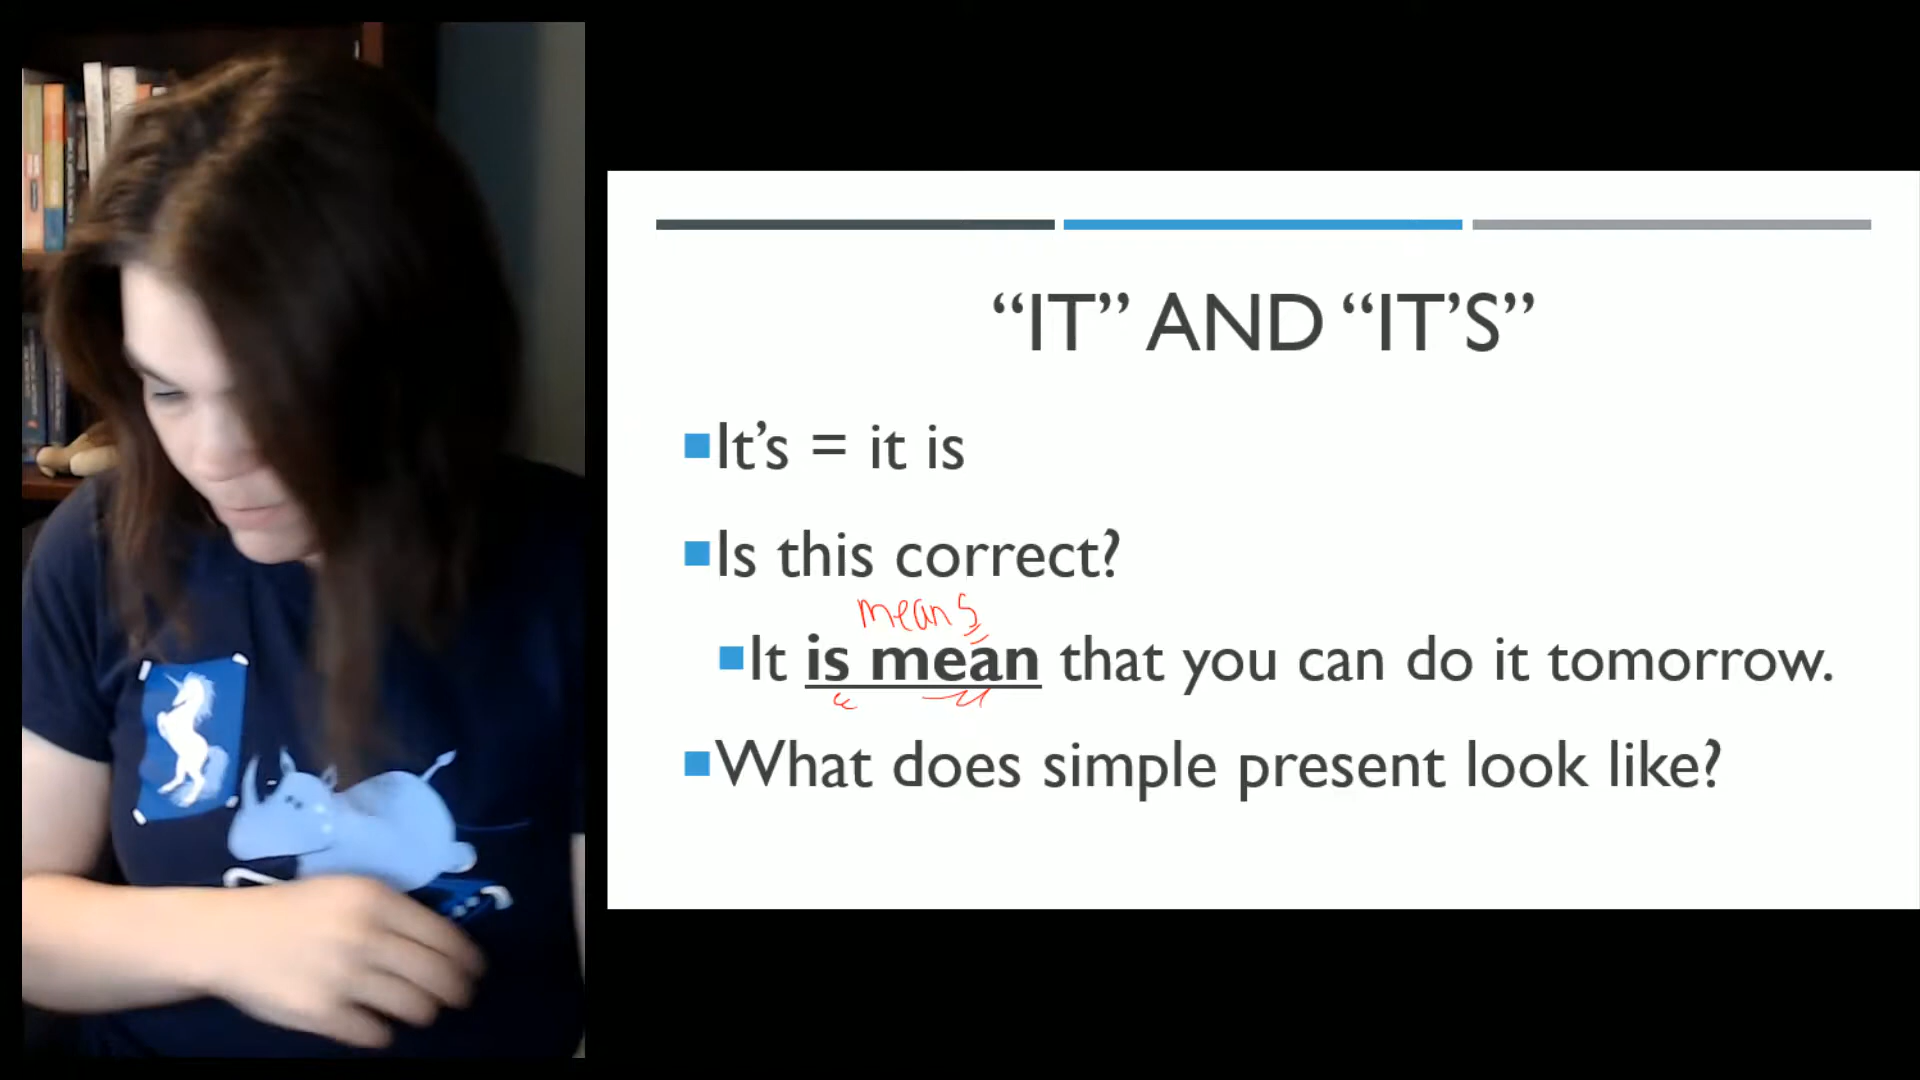 “IT” AND “IT’S”
It’s = it is
Is this correct?
means
It is mean that you can do it tomorrow.
What does simple present look like?